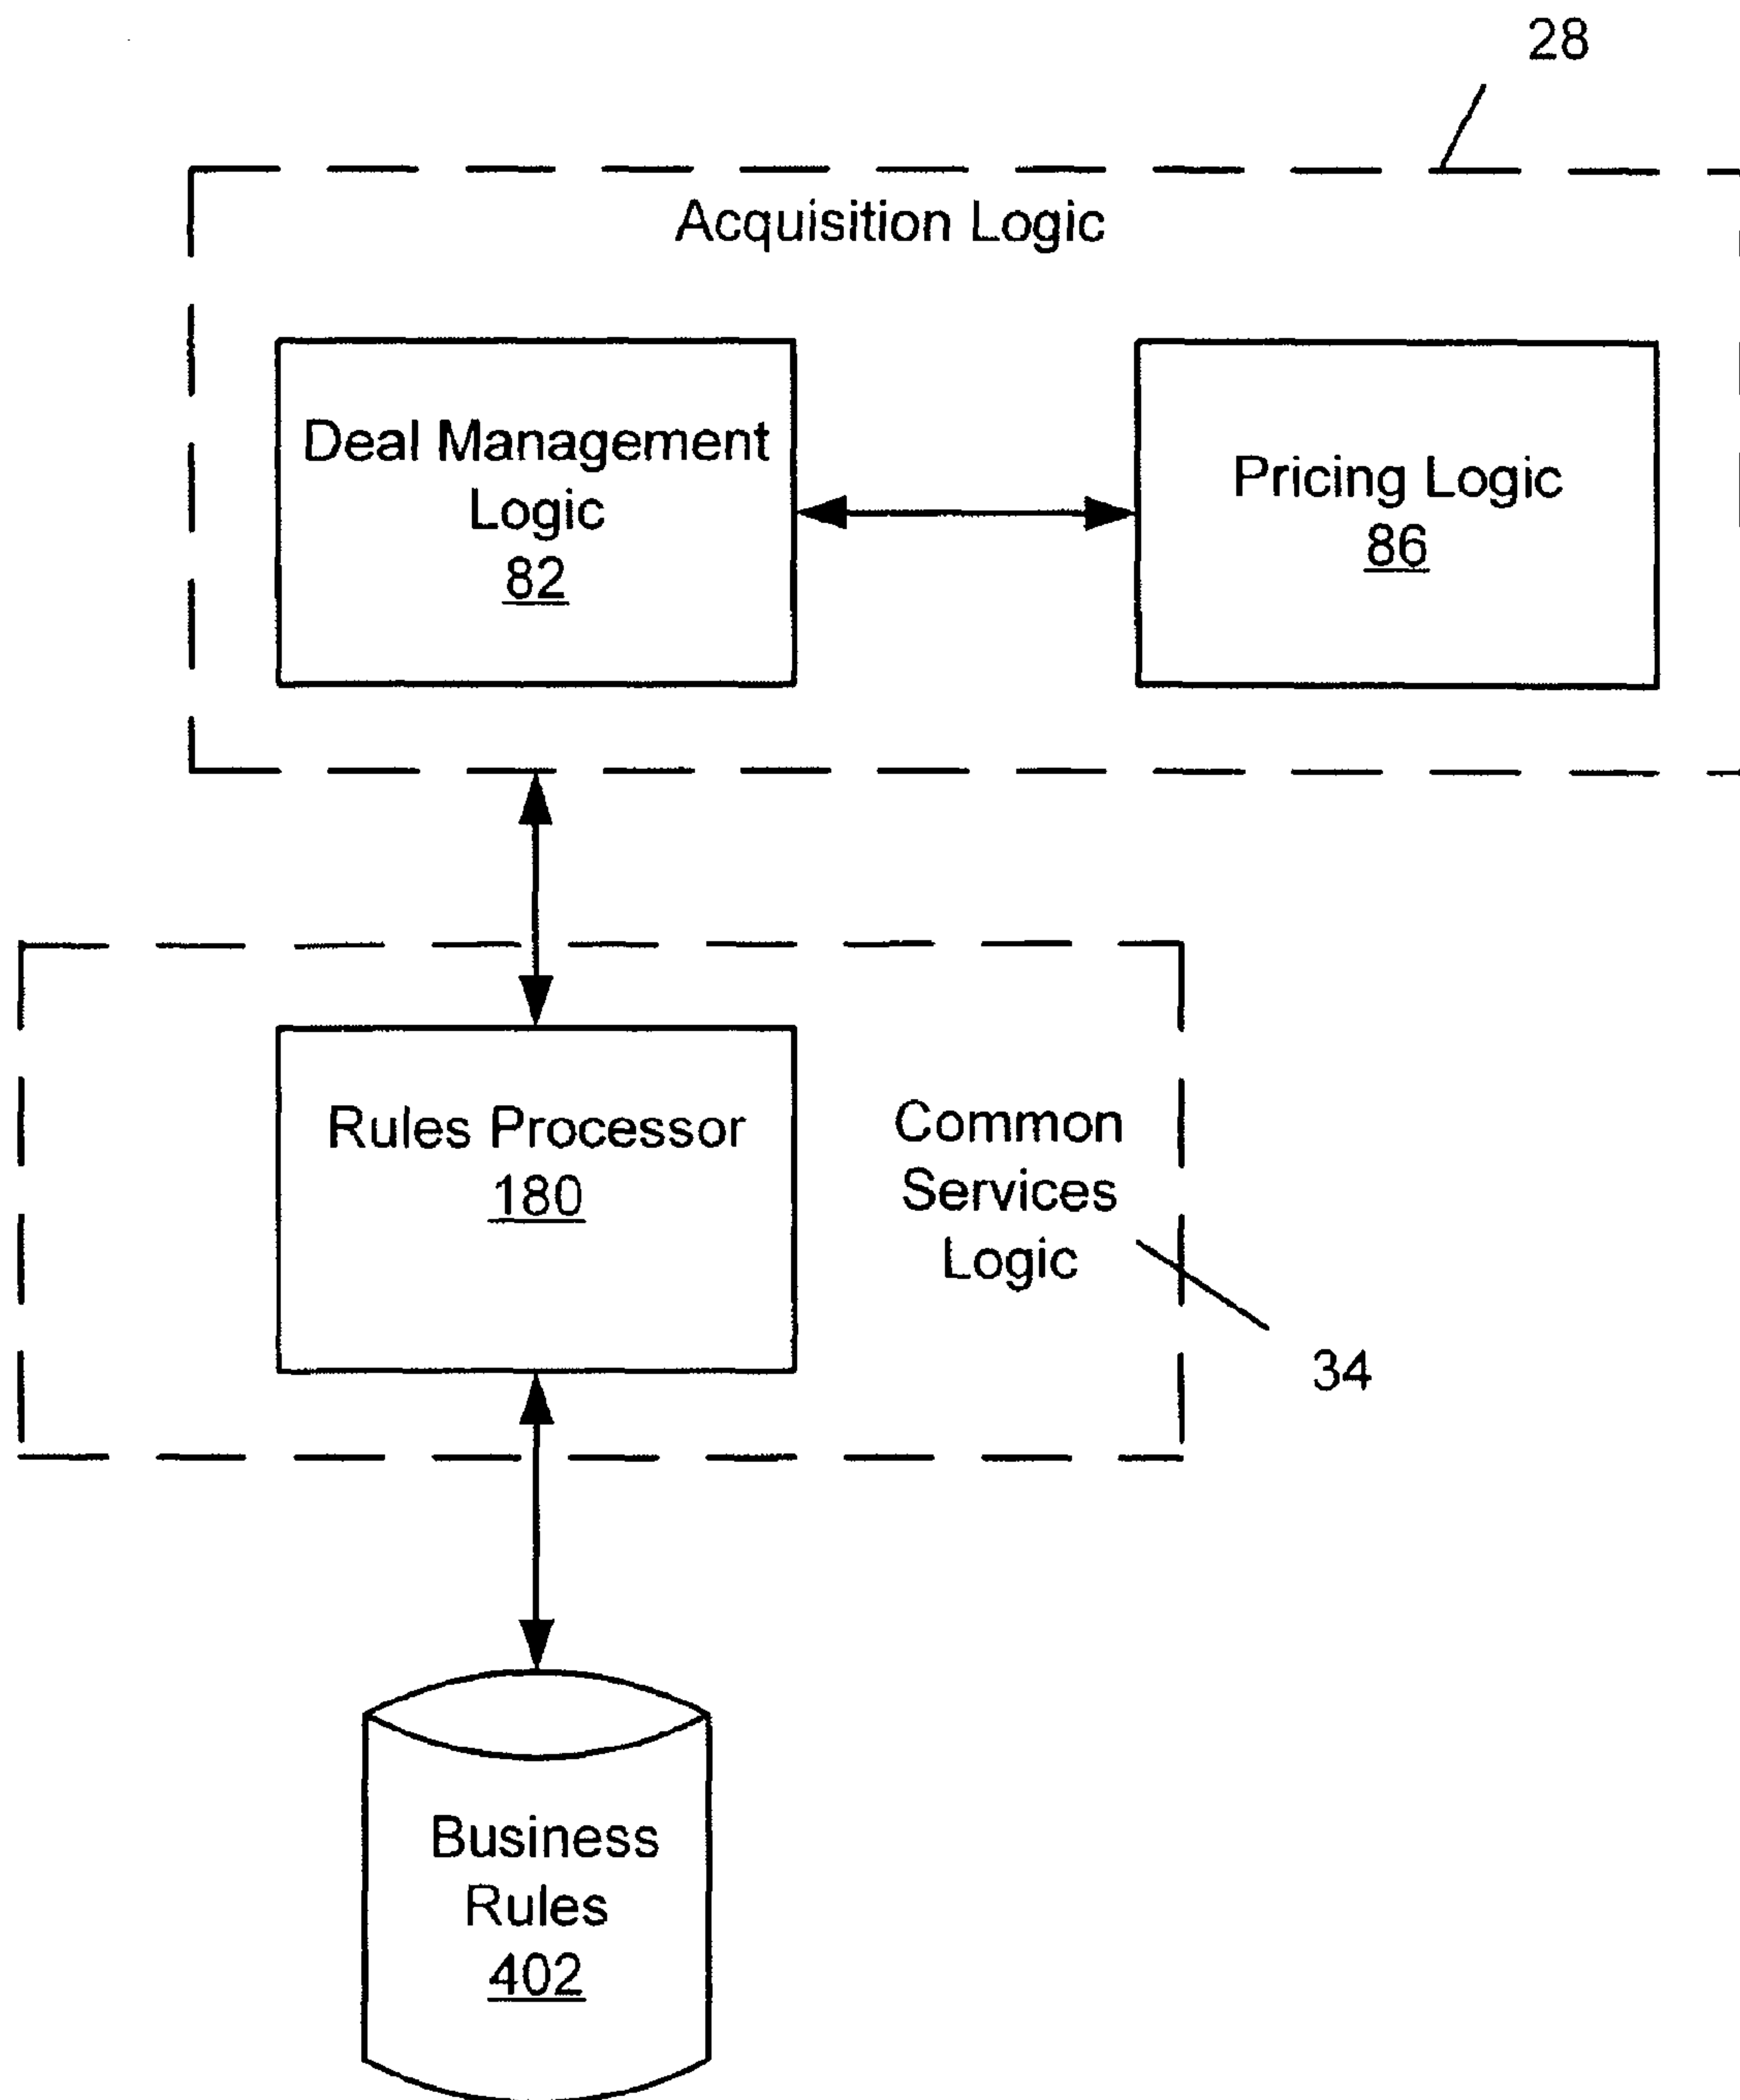 28
Acquisition Logic
Deal Management
Logic
82
Pricing Logic
86
Rules Processor
180
Common
Services
Logic
34
Business
Rules
402